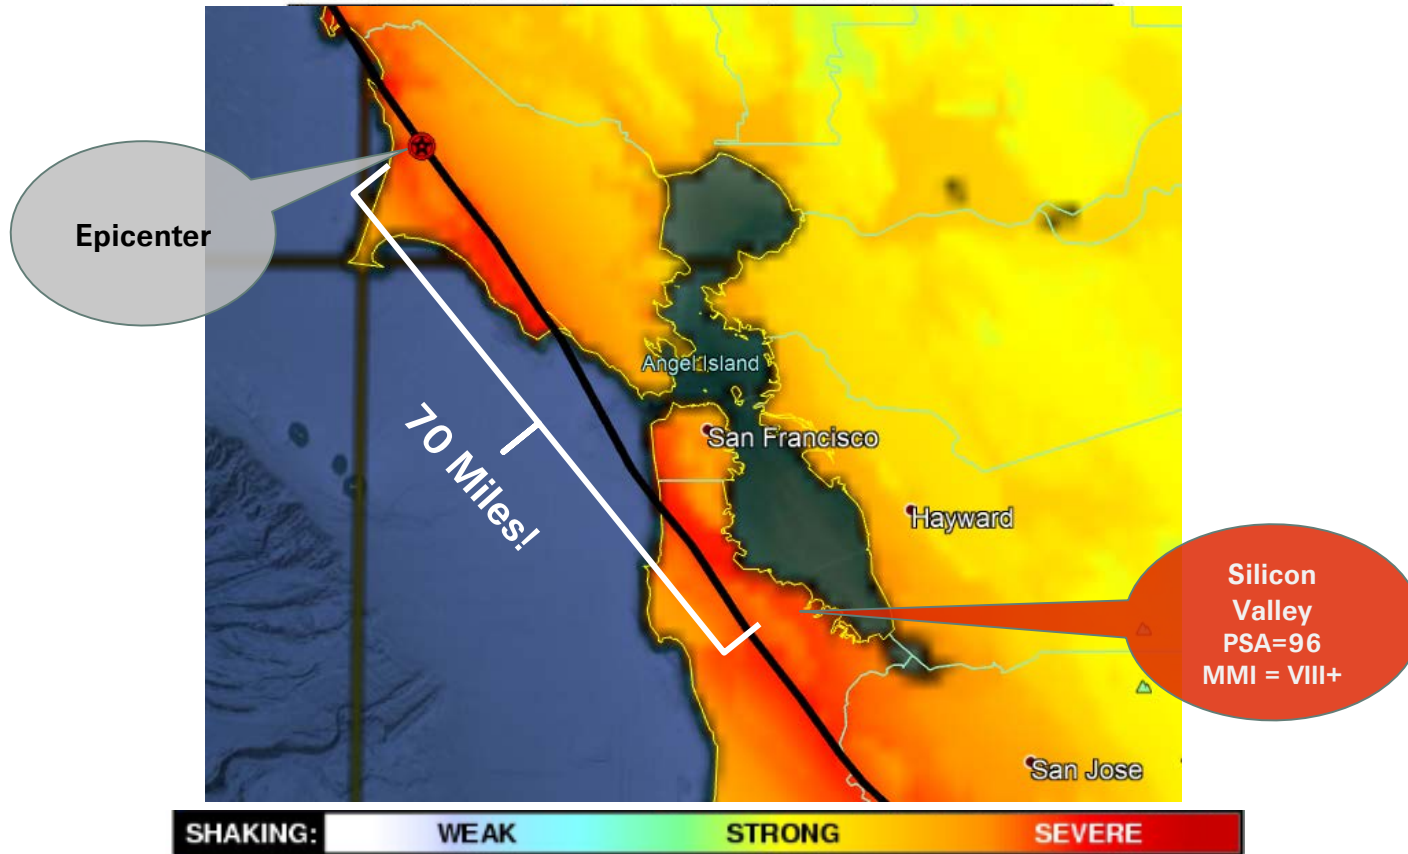 Epicenter
Angel Island
San Francisco
70 Miles!
Hayward
Silicon
Valley
PSA=96
MMI = VIII+
San Jose
SHAKING: WEAK STRONG SEVERE